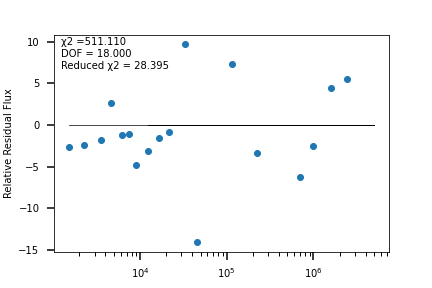 χ2 =511.110
DOF = 18.000
Reduced χ2 = 28.395
Relative Residual Flux
10
5
0
−5
−10
−15
10⁴
10⁵
10⁶